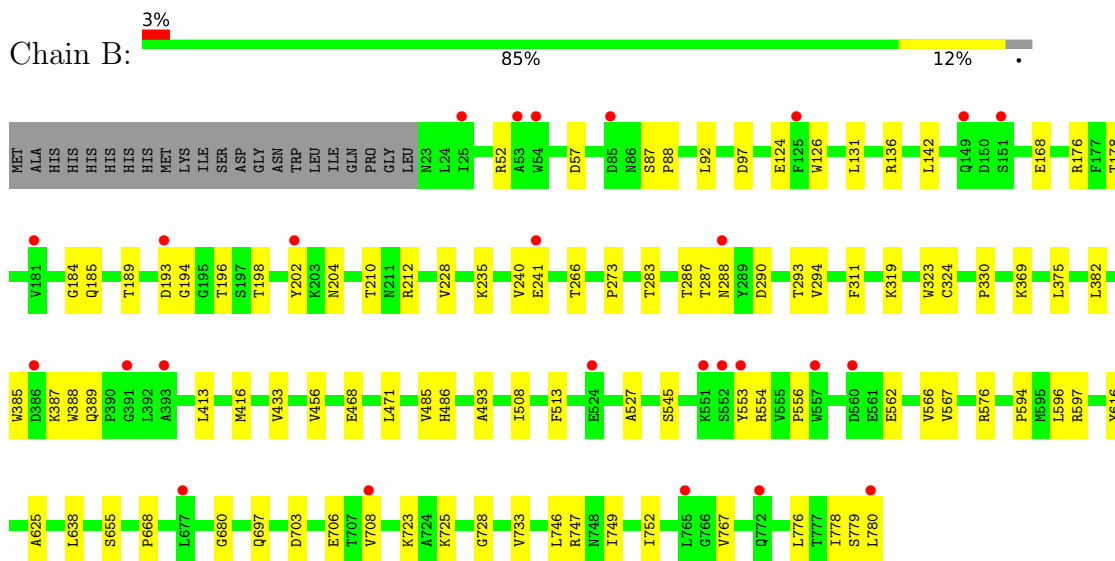 3%
Chain B:
85% 12% •
MET ALA HIS HIS HIS HIS HIS HIS MET LYS ILE SER ASP GLY ASN TRP LEU ILE GLN PRO GLY LEU N23 L24 I25 R52 A53 W54 D57 D85 N86 S87 P88 L92 D97 E124 F125 W126 L131 R136 L142 Q149 D150 S151 E168 R176 F177 T178
V181 G184 Q185 T189 D193 G194 G195 T196 S197 T198 Y202 K203 N204 T210 N211 R212 V228 K235 V240 E241 T266 P273 T283 T286 T287 N288 Y289 D290 T293 V294 F311 K319 W323 C324 P330 K369 L375 L382
W385 D386 K387 W388 Q389 P390 G391 L392 A393 L413 M416 V433 V456 E468 L471 V485 H486 A493 I508 F513 E524 A527 S545 K561 S552 Y553 R554 V555 P556 W557 D560 E561 E562 V566 V567 R576 P594 M595 L596 R597 Y616
A625 L638 S655 P668 L677 G680 Q697 D703 E706 T707 V708 K723 A724 K725 G728 V733 L746 R747 N748 I749 I752 L765 G766 V767 Q772 L776 T777 I778 S779 L780